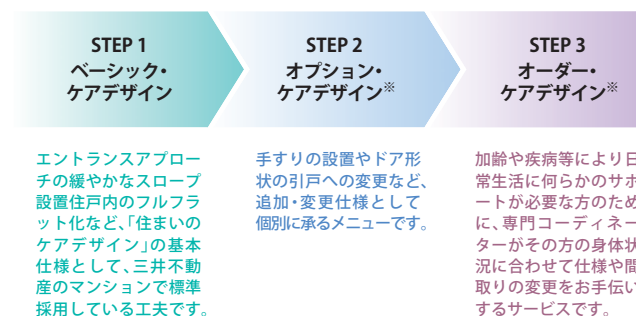 STEP 1
ベーシック・
ケアデザイン
STEP 2
オプション・
ケアデザイン※
STEP 3
オーダー・
ケアデザイン※
エントランスアプロー
チの緩やかなスロープ
設置住戸内のフルフラ
ット化など、「住まいの
ケアデザイン」の基本
仕様として、三井不動
産のマンションで標準
採用している工夫です。
手すりの設置やドア形
状の引戸への変更など、
追加・変更仕様として
個別に承るメニューです。
加齢や疾病等により日
常生活に何らかのサポ
ートが必要な方のため
に、専門コーディネー
ターがその方の身体状
況に合わせて仕様や間
取りの変更をお手伝い
するサービスです。